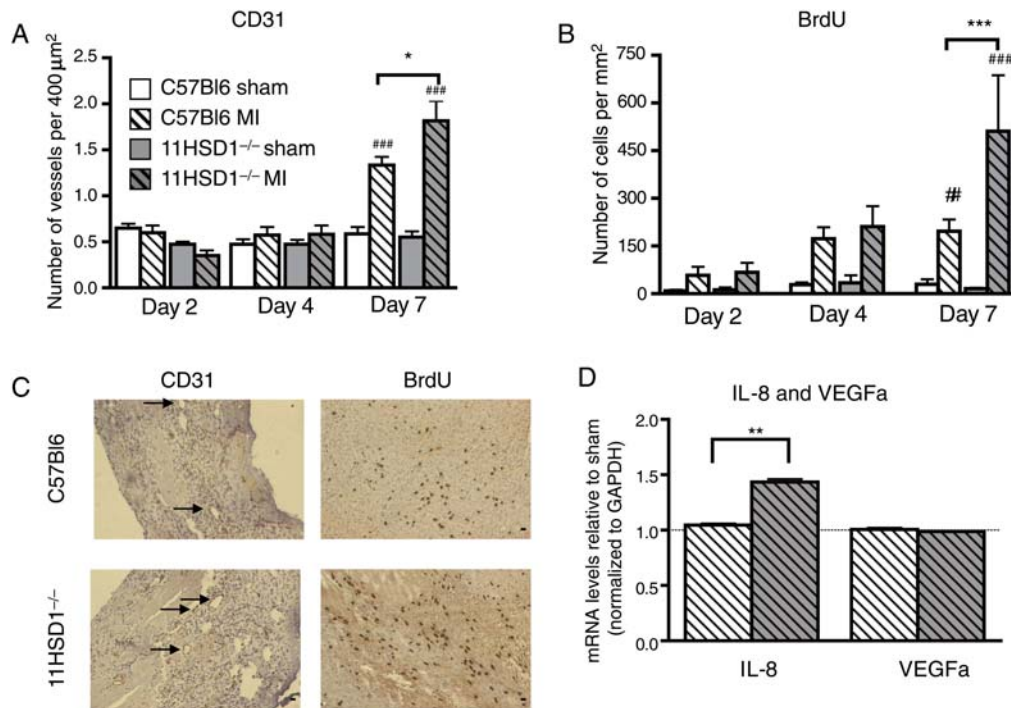 A
CD31
Number of vessels per 400 µm²
2.5
2.0
1.5
1.0
0.5
0.0
C57Bl6 sham
C57Bl6 MI
11HSD1⁻/⁻ sham
11HSD1⁻/⁻ MI
*
###
###
Day 2
Day 4
Day 7
B
BrdU
Number of cells per mm²
750
600
450
300
150
0
***
###
##
Day 2
Day 4
Day 7
C
CD31
BrdU
C57Bl6
11HSD1⁻/⁻
D
IL-8 and VEGFa
mRNA levels relative to sham
(normalized to GAPDH)
2.0
1.5
1.0
0.5
0.0
**
IL-8
VEGFa